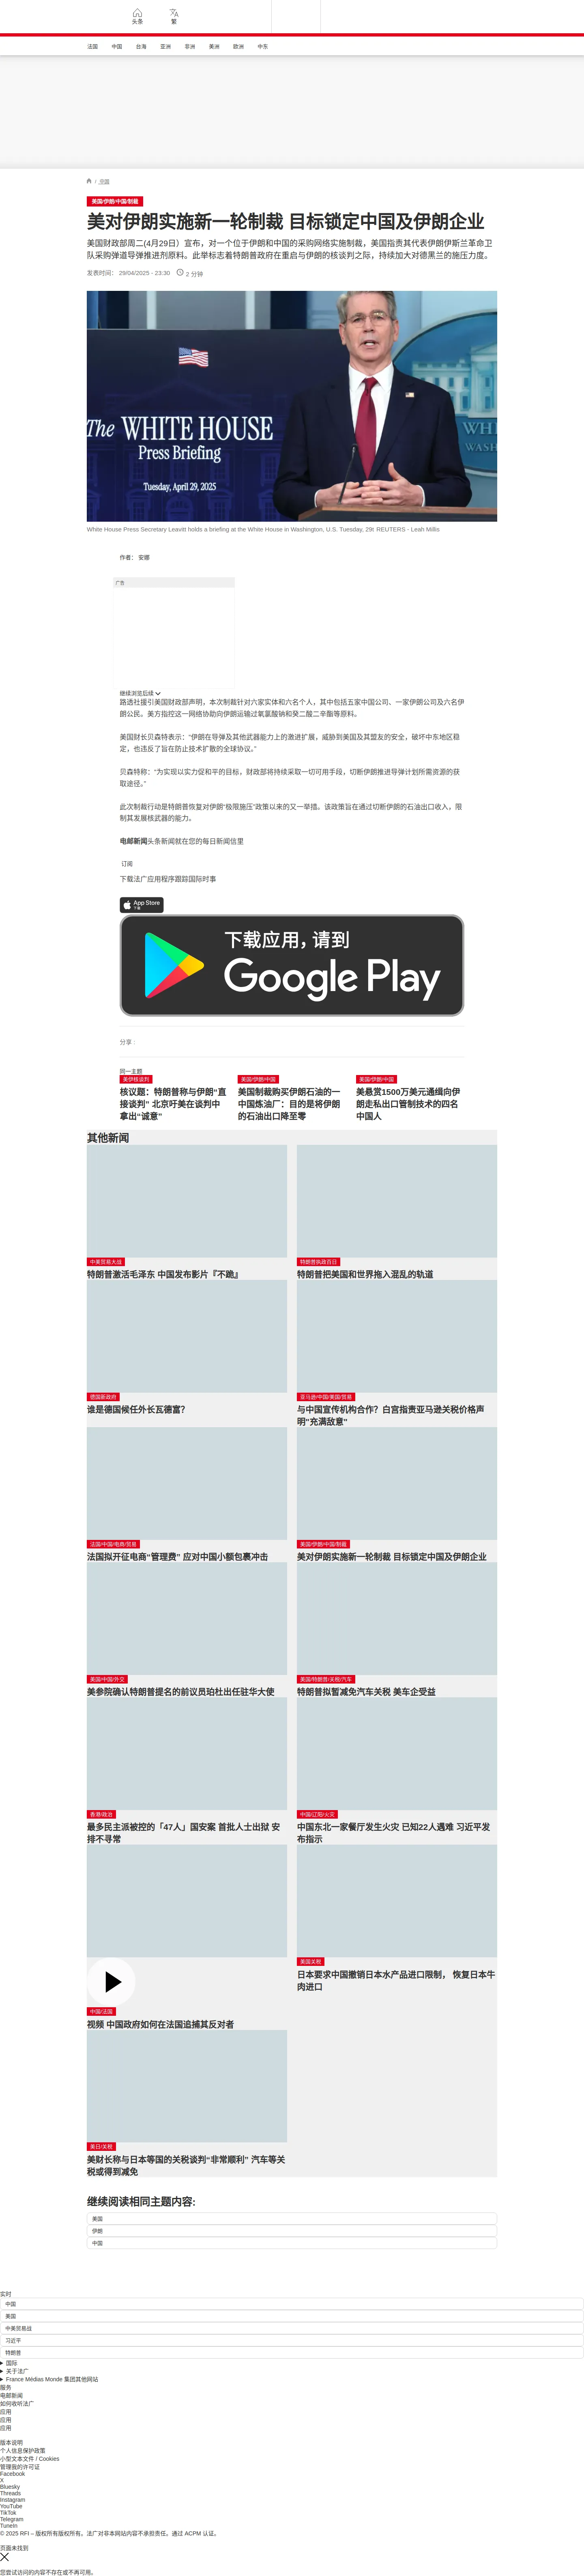 头条
繁
法国
中国
台海
亚洲
非洲
美洲
欧洲
中东
/ 中国
美国/伊朗/中国/制裁
美对伊朗实施新一轮制裁 目标锁定中国及伊朗企业
美国财政部周二(4月29日）宣布，对一个位于伊朗和中国的采购网络实施制裁，美国指责其代表伊朗伊斯兰革命卫
队采购弹道导弹推进剂原料。此举标志着特朗普政府在重启与伊朗的核谈判之际，持续加大对德黑兰的施压力度。
发表时间： 29/04/2025 - 23:30
2 分钟
The WHITE HOUSE
Press Briefing
Tuesday, April 29, 2025
WHITE HOUSE
WASHIN
White House Press Secretary Leavitt holds a briefing at the White House in Washington, U.S. Tuesday, 29t REUTERS - Leah Millis
作者： 安德
广告
继续浏览后续
路透社援引美国财政部声明，本次制裁针对六家实体和六名个人，其中包括五家中国公司、一家伊朗公司及六名伊
朗公民。美方指控这一网络协助向伊朗运输过氧氯酸钠和癸二酸二辛酯等原料。
美国财长贝森特表示：“伊朗在导弹及其他武器能力上的激进扩展，威胁到美国及其盟友的安全，破坏中东地区稳
定，也违反了旨在防止技术扩散的全球协议。”
贝森特称：“为实现以实力促和平的目标，财政部将持续采取一切可用手段，切断伊朗推进导弹计划所需资源的获
取途径。”
此次制裁行动是特朗普恢复对伊朗“极限施压”政策以来的又一举措。该政策旨在通过切断伊朗的石油出口收入，限
制其发展核武器的能力。
电邮新闻头条新闻就在您的每日新闻信里
订阅
下载法广应用程序跟踪国际时事
App Store
下载
下载应用，请到
Google Play
分享 :
同一主题
美伊核谈判
核议题：特朗普称与伊朗“直
接谈判” 北京吁美在谈判中
拿出“诚意”
美国/伊朗/中国
美国制裁购买伊朗石油的一
中国炼油厂：目的是将伊朗
的石油出口降至零
美国/伊朗/中国
美悬赏1500万美元通缉向伊
朗走私出口管制技术的四名
中国人
其他新闻
中美贸易大战
特朗普激活毛泽东 中国发布影片『不跪』
特朗普执政百日
特朗普把美国和世界拖入混乱的轨道
德国新政府
谁是德国候任外长瓦德富？
亚马逊/中国/美国/贸易
与中国宣传机构合作？白宫指责亚马逊关税价格声
明"充满敌意"
法国/中国/电商/贸易
法国拟开征电商“管理费” 应对中国小额包裹冲击
美国/伊朗/中国/制裁
美对伊朗实施新一轮制裁 目标锁定中国及伊朗企业
美国/中国/外交
美参院确认特朗普提名的前议员珀杜出任驻华大使
美国/特朗普/关税/汽车
特朗普拟暂减免汽车关税 美车企受益
香港/政治
最多民主派被控的「47人」国安案 首批人士出狱 安
排不寻常
中国/辽阳/火灾
中国东北一家餐厅发生火灾 已知22人遇难 习近平发
布指示
中国/法国
视频 中国政府如何在法国追捕其反对者
美国关税
日本要求中国撤销日本水产品进口限制， 恢复日本牛
肉进口
美日/关税
美财长称与日本等国的关税谈判“非常顺利” 汽车等关
税或得到减免
继续阅读相同主题内容:
美国
伊朗
中国
实时
中国
美国
中美贸易战
习近平
特朗普
国际
关于法广
France Médias Monde 集团其他网站
服务
电邮新闻
如何收听法广
应用
应用
应用
版本说明
个人信息保护政策
小型文本文件 / Cookies
管理我的许可证
Facebook
X
Bluesky
Threads
Instagram
YouTube
TikTok
Telegram
TuneIn
© 2025 RFI – 版权所有版权所有。法广对非本网站内容不承担责任。通过 ACPM 认证。
页面未找到
您尝试访问的内容不存在或不再可用。